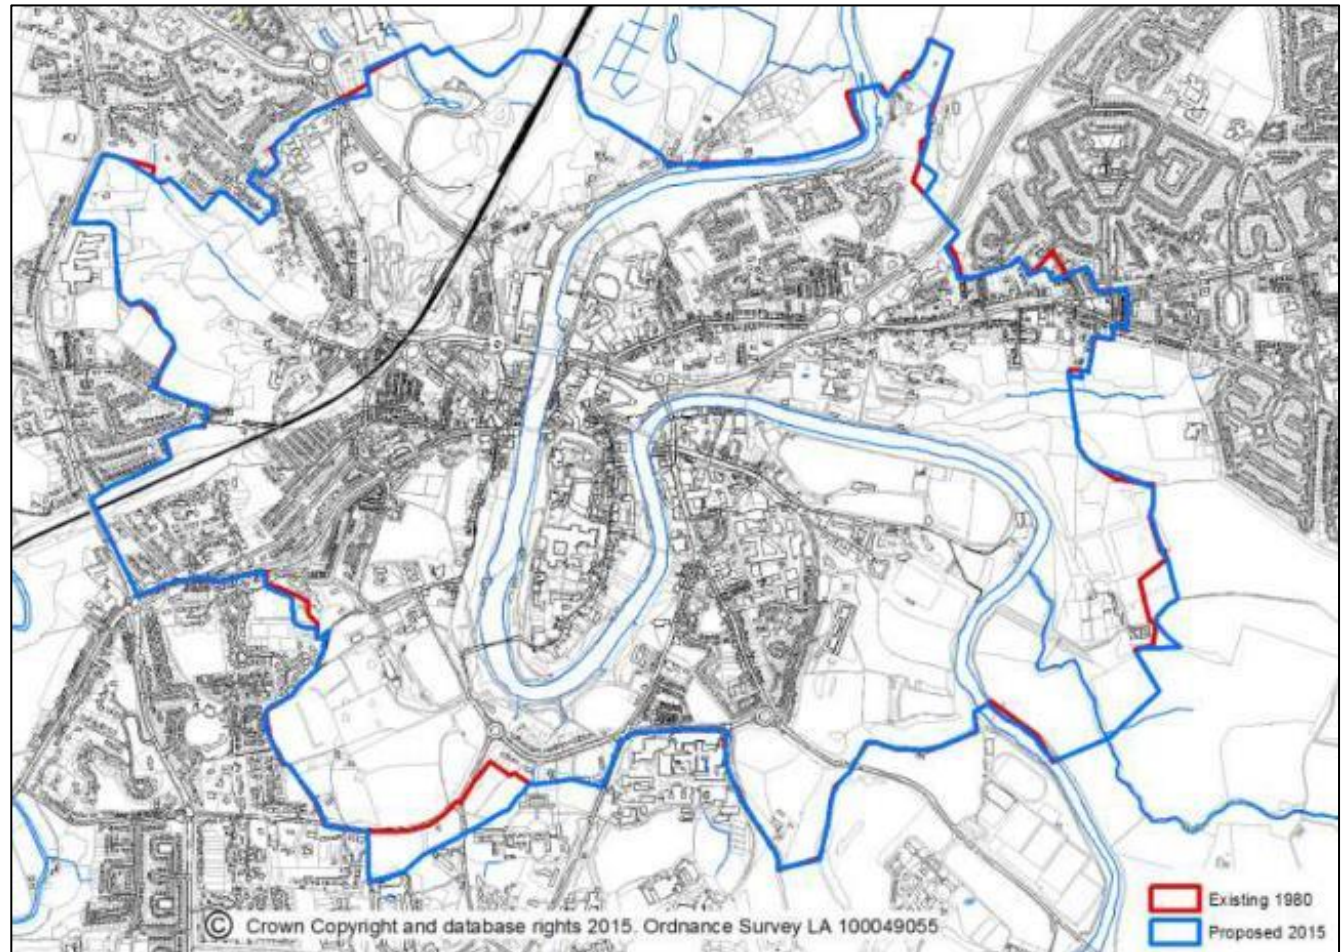 Existing 1980
© Crown Copyright and database rights 2015. Ordnance Survey LA 100049055
Proposed 2015